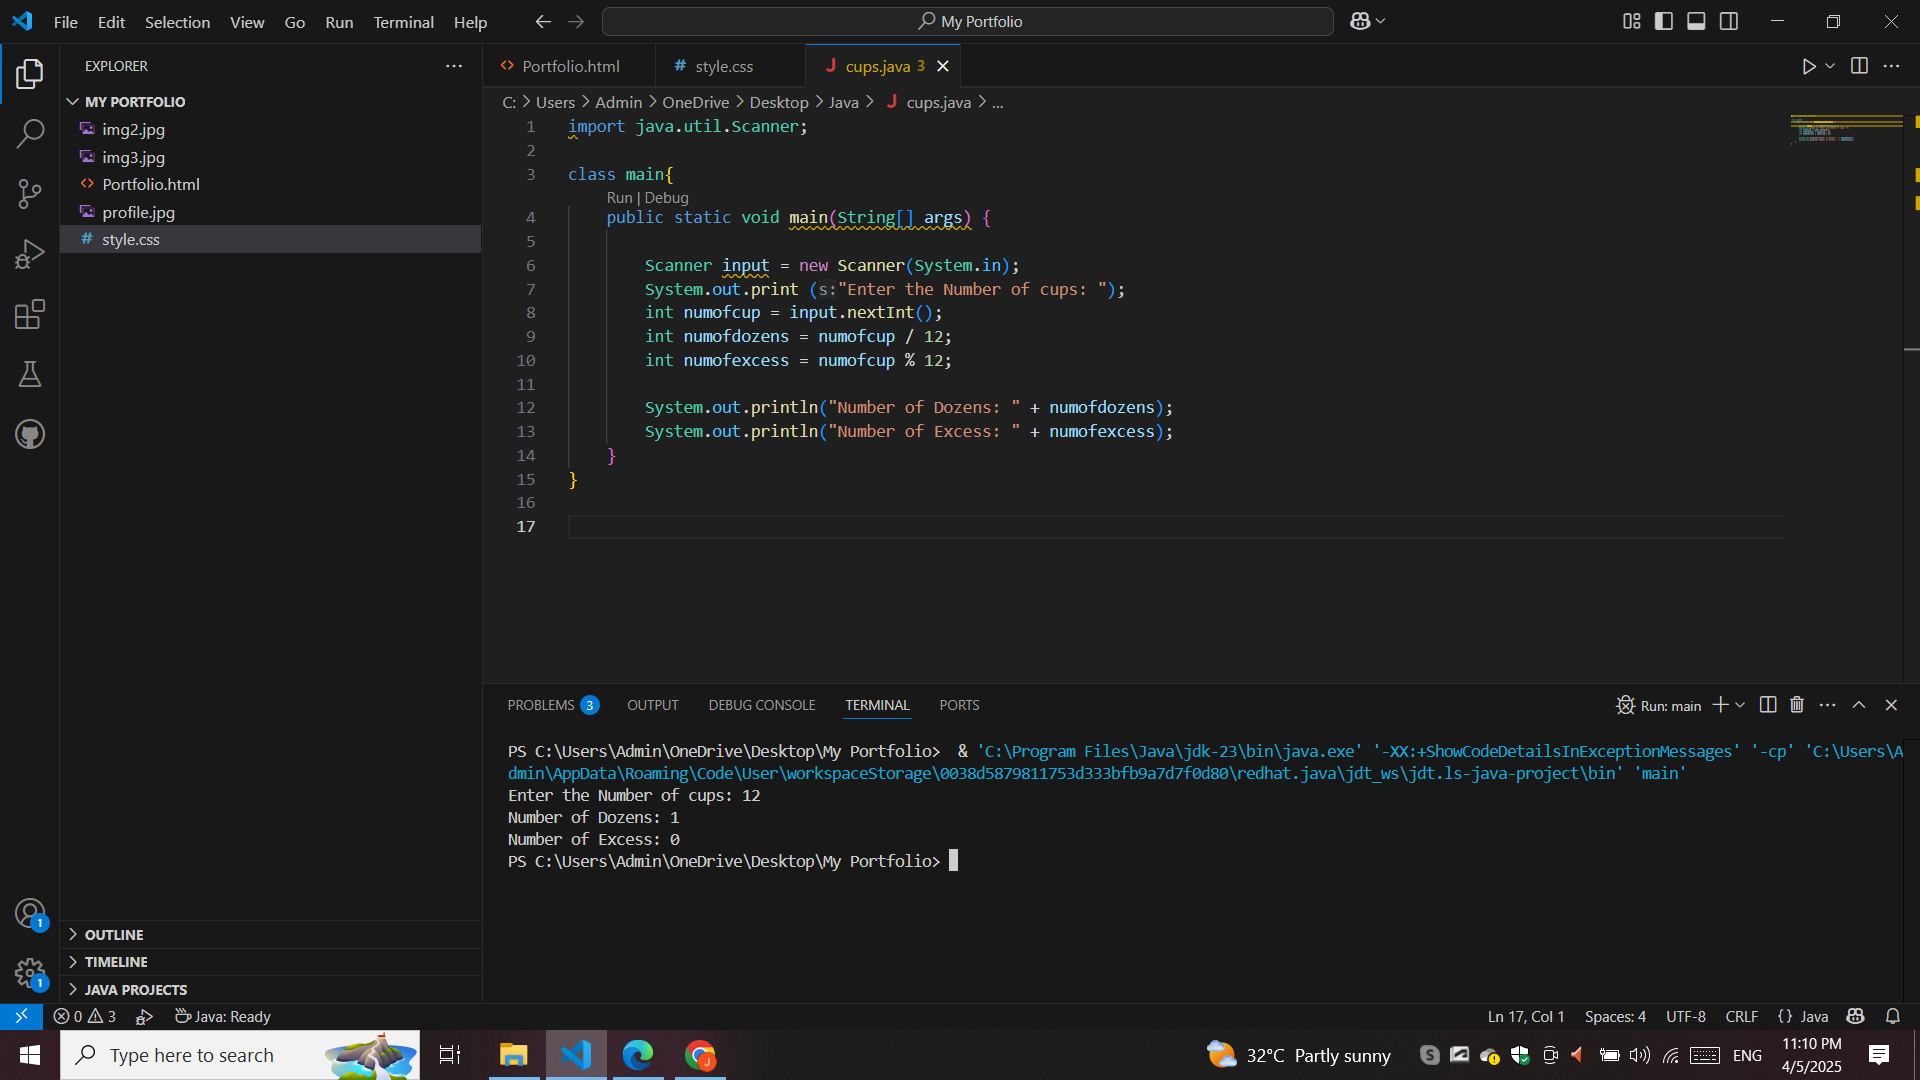 File Edit Selection View Go Run Terminal Help
My Portfolio
EXPLORER
MY PORTFOLIO
img2.jpg
img3.jpg
Portfolio.html
profile.jpg
# style.css
OUTLINE
TIMELINE
JAVA PROJECTS
Portfolio.html
# style.css
J cups.java 3
C: > Users > Admin > OneDrive > Desktop > Java > J cups.java > ...
1 import java.util.Scanner;
2
3 class main{
Run | Debug
4 public static void main(String[] args) {
5
6 Scanner input = new Scanner(System.in);
7 System.out.print (s:"Enter the Number of cups: ");
8 int numofcup = input.nextInt();
9 int numofdozens = numofcup / 12;
10 int numofexcess = numofcup % 12;
11
12 System.out.println("Number of Dozens: " + numofdozens);
13 System.out.println("Number of Excess: " + numofexcess);
14 }
15 }
16
17
PROBLEMS 3 OUTPUT DEBUG CONSOLE TERMINAL PORTS
Run: main
PS C:\Users\Admin\OneDrive\Desktop\My Portfolio>  & 'C:\Program Files\Java\jdk-23\bin\java.exe' '-XX:+ShowCodeDetailsInExceptionMessages' '-cp' 'C:\Users\A
dmin\AppData\Roaming\Code\User\workspaceStorage\0038d5879811753d333bfb9a7d7f0d80\redhat.java\jdt_ws\jdt.ls-java-project\bin' 'main'
Enter the Number of cups: 12
Number of Dozens: 1
Number of Excess: 0
PS C:\Users\Admin\OneDrive\Desktop\My Portfolio>
1
1
0 3 Java: Ready
Ln 17, Col 1 Spaces: 4 UTF-8 CRLF {} Java
Type here to search
J
32°C Partly sunny
S
ENG
11:10 PM
4/5/2025